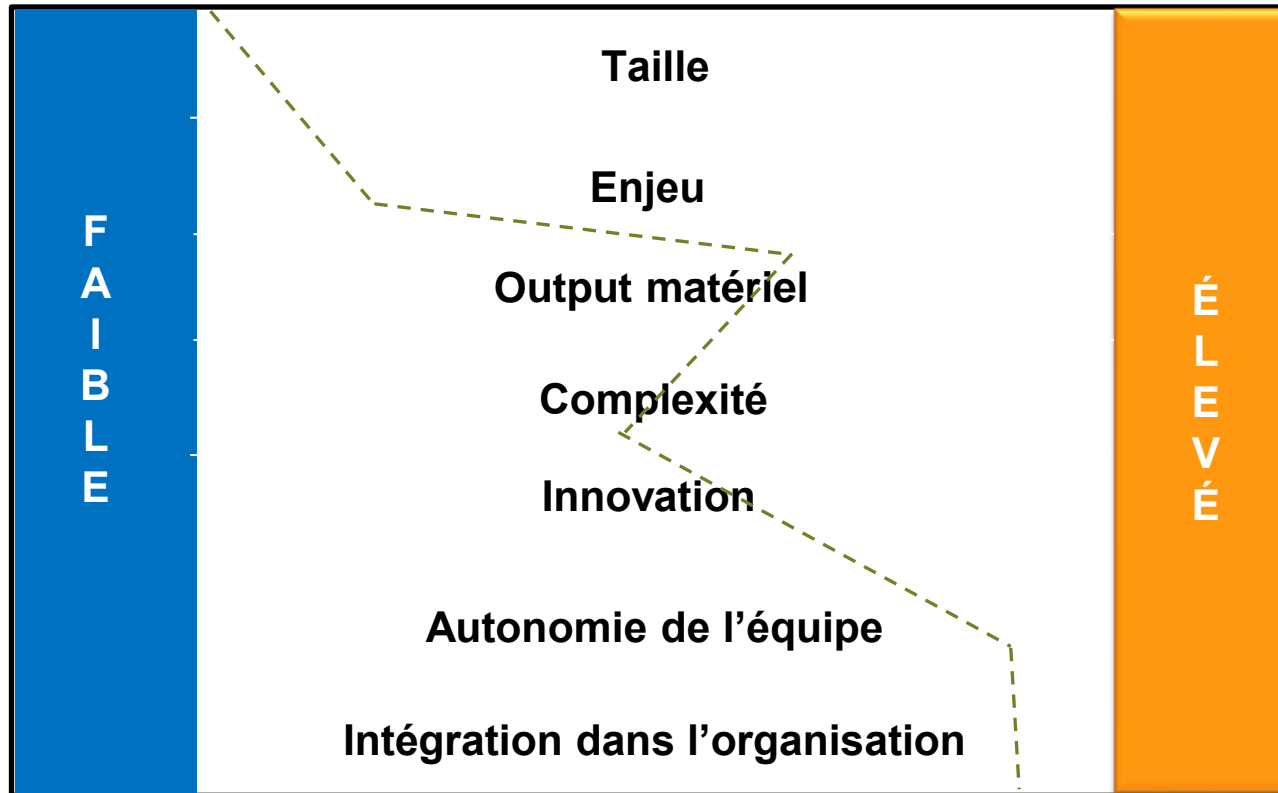 FAIBLE
Taille
Enjeu
Output matériel
Complexité
Innovation
Autonomie de l’équipe
Intégration dans l’organisation
ÉLEVÉ